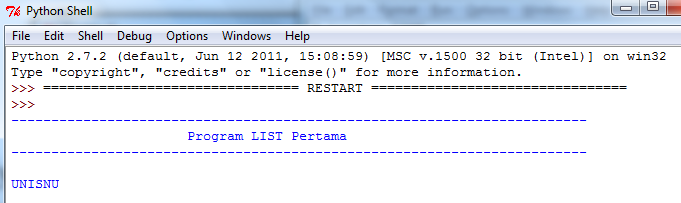 Python Shell
File Edit Shell Debug Options Windows Help
Python 2.7.2 (default, Jun 12 2011, 15:08:59) [MSC v.1500 32 bit (Intel)] on win32
Type "copyright", "credits" or "license()" for more information.
>>> ================================ RESTART ================================
>>>
------------------------------------------------------------------------
Program LIST Pertama
------------------------------------------------------------------------
UNISNU